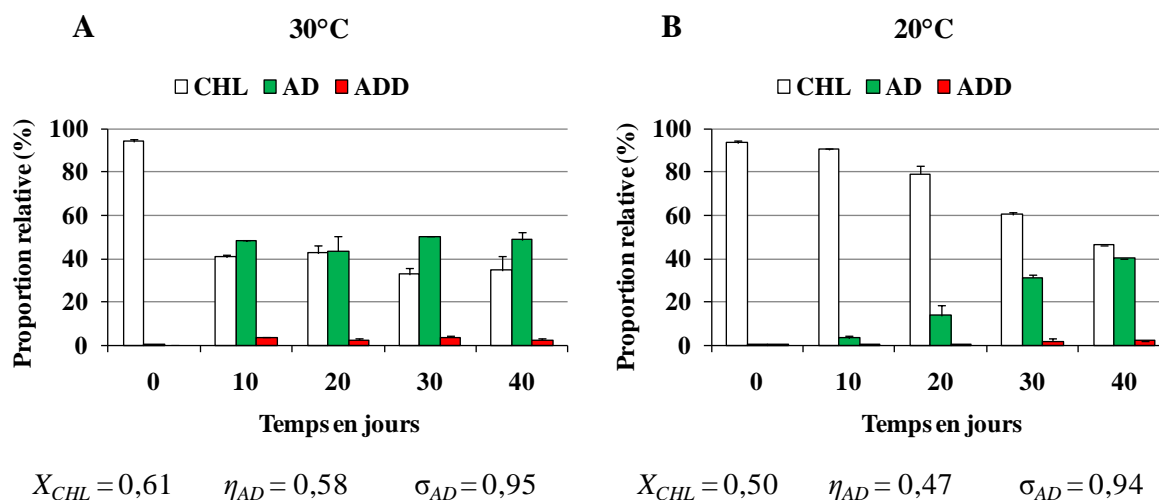 A 30°C
CHL AD ADD
Proportion relative (%)
100
80
60
40
20
0
0 10 20 30 40
Temps en jours
X_CHL = 0,61 η_AD = 0,58 σ_AD = 0,95
B 20°C
CHL AD ADD
Proportion relative (%)
100
80
60
40
20
0
0 10 20 30 40
Temps en jours
X_CHL = 0,50 η_AD = 0,47 σ_AD = 0,94